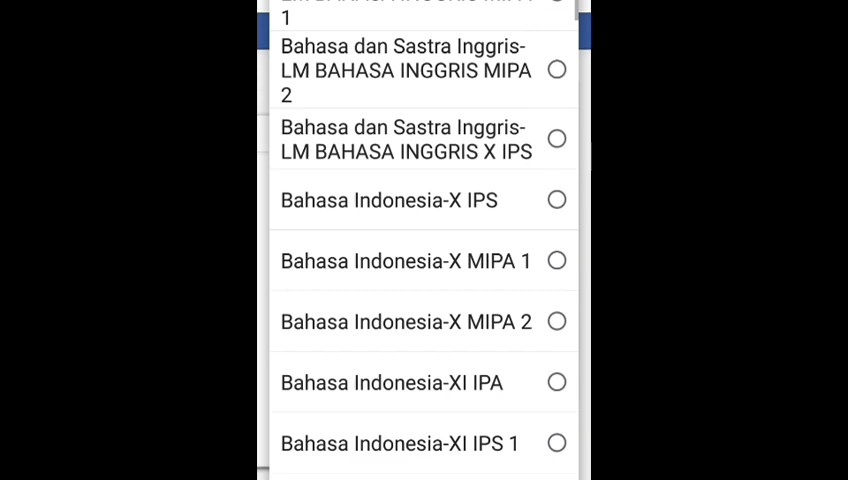 1
Bahasa dan Sastra Inggris-
LM BAHASA INGGRIS MIPA
2
Bahasa dan Sastra Inggris-
LM BAHASA INGGRIS X IPS
Bahasa Indonesia-X IPS
Bahasa Indonesia-X MIPA 1
Bahasa Indonesia-X MIPA 2
Bahasa Indonesia-XI IPA
Bahasa Indonesia-XI IPS 1